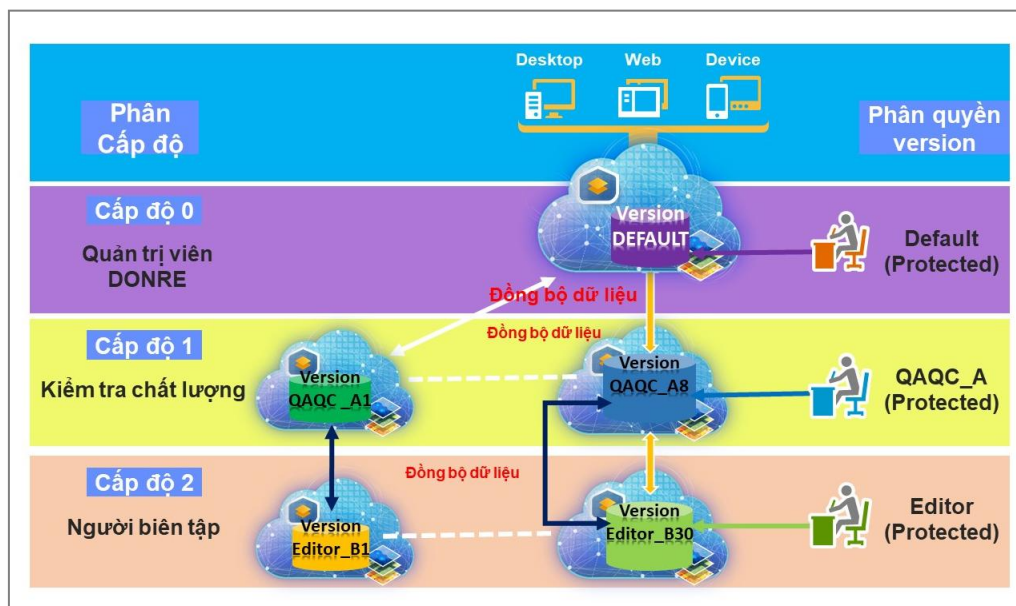 Desktop
Web
Device
Phân
Cấp độ
Phân quyền
version
Cấp độ 0
Quản trị viên
DONRE
Version
DEFAULT
Default
(Protected)
Đồng bộ dữ liệu
Đồng bộ dữ liệu
Cấp độ 1
Kiểm tra chất lượng
Version
QAQC _A1
Version
QAQC_A8
QAQC_A
(Protected)
Đồng bộ dữ liệu
Cấp độ 2
Người biên tập
Version
Editor_B1
Version
Editor_B30
Editor
(Protected)